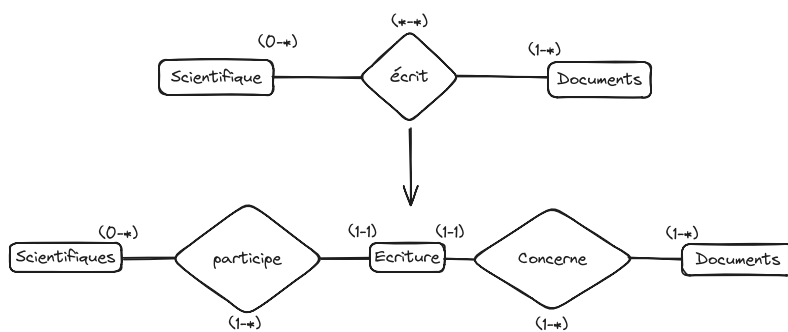 (*-*)
(0-*)
(1-*)
Scientifique
écrit
Documents
(0-*)
(1-1)
(1-1)
(1-*)
Scientifiques
participe
Ecriture
Concerne
Documents
(1-*)
(1-*)